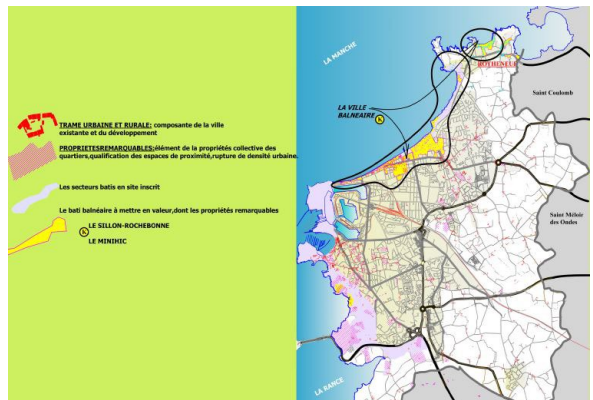 TRAME URBAINE ET RURALE: composante de la ville
existante et du développement
PROPRIETESREMARQUABLES:élément de la propriétés collective des
quartiers,qualification des espaces de proximité,rupture de densité urbaine.
Les secteurs batis en site inscrit
Le bati balnéaire à mettre en valeur,dont les propriétés remarquables
K
LE SILLON-ROCHEBONNE
LE MINIHIC
LA MANCHE
ROTHENEUF
Saint Coulomb
LA VILLE
BALNEAIRE
K
Saint Méloir
des Ondes
LA RANCE